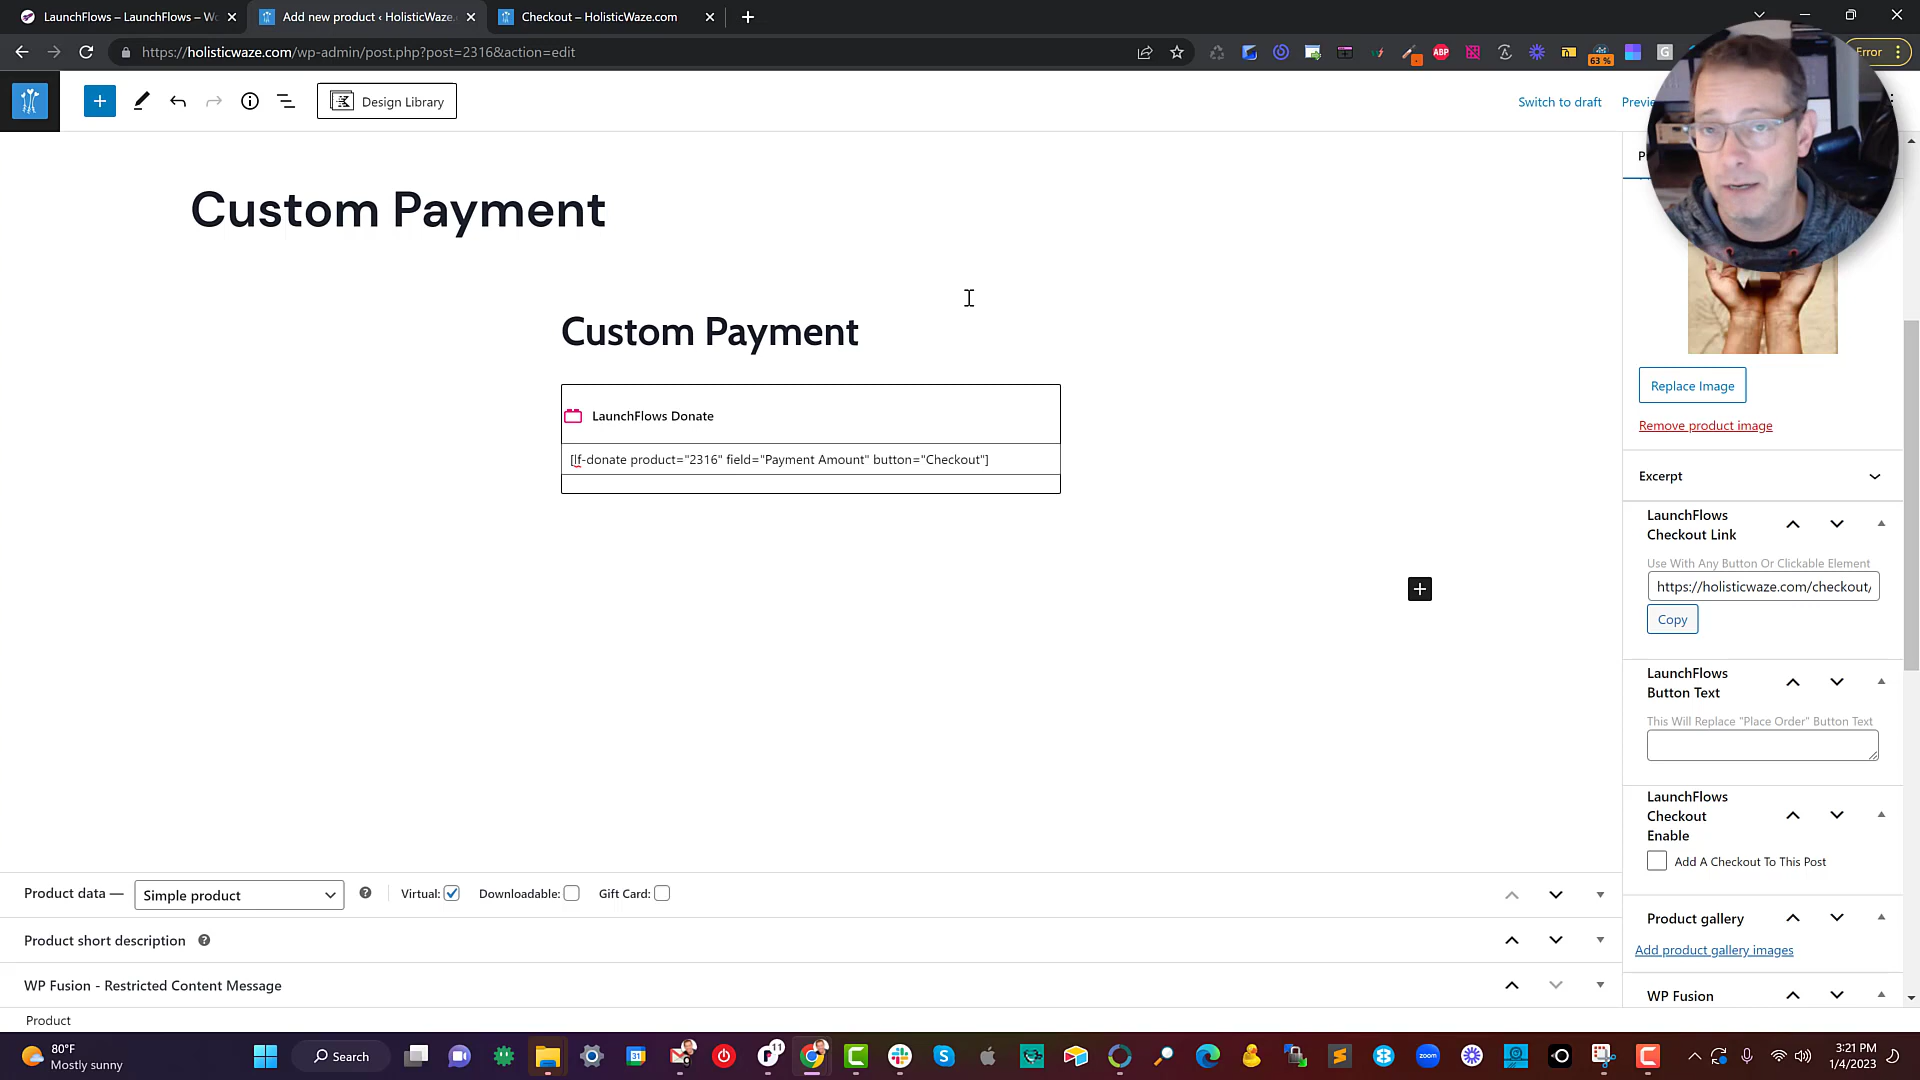 LaunchFlows – LaunchFlows – Wo
Add new product ‹ HolisticWaze.
Checkout – HolisticWaze.com
https://holisticwaze.com/wp-admin/post.php?post=2316&action=edit
ABP
63 %
G
Error
Design Library
Switch to draft
Previe
P
Custom Payment
Custom Payment
LaunchFlows Donate
[lf-donate product="2316" field="Payment Amount" button="Checkout"]
Replace Image
Remove product image
Excerpt
LaunchFlows
Checkout Link
Use With Any Button Or Clickable Element
https://holisticwaze.com/checkout/
Copy
LaunchFlows
Button Text
This Will Replace "Place Order" Button Text
LaunchFlows
Checkout
Enable
Add A Checkout To This Post
Product gallery
Add product gallery images
WP Fusion
Product data —
Simple product
Virtual:
Downloadable:
Gift Card:
Product short description
WP Fusion - Restricted Content Message
Product
80°F
Mostly sunny
Search
31
11
zoom
3:21 PM
1/4/2023